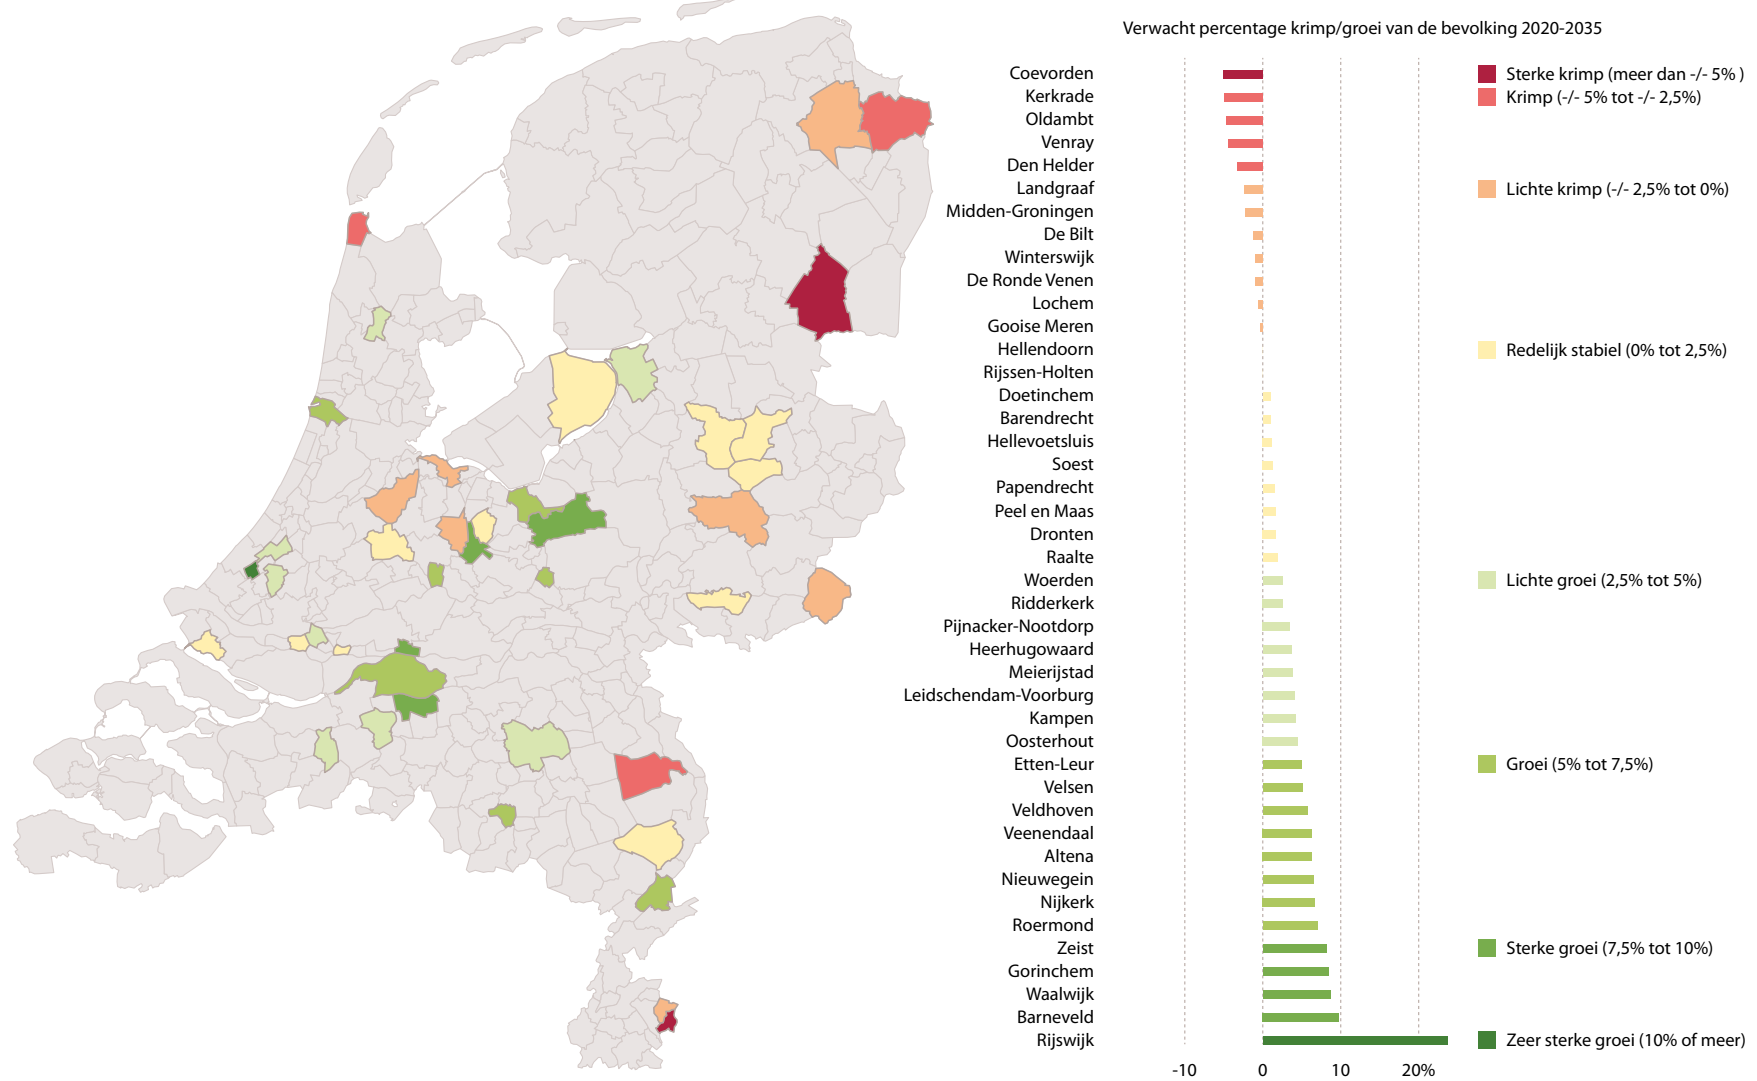 Verwacht percentage krimp/groei van de bevolking 2020-2035
Coevorden
Kerkrade
Oldambt
Venray
Den Helder
Landgraaf
Midden-Groningen
De Bilt
Winterswijk
De Ronde Venen
Lochem
Gooise Meren
Hellendoorn
Rijssen-Holten
Doetinchem
Barendrecht
Hellevoetsluis
Soest
Papendrecht
Peel en Maas
Dronten
Raalte
Woerden
Ridderkerk
Pijnacker-Nootdorp
Heerhugowaard
Meierijstad
Leidschendam-Voorburg
Kampen
Oosterhout
Etten-Leur
Velsen
Veldhoven
Veenendaal
Altena
Nieuwegein
Nijkerk
Roermond
Zeist
Gorinchem
Waalwijk
Barneveld
Rijswijk
-10 0 10 20%
Sterke krimp (meer dan -/- 5% )
Krimp (-/- 5% tot -/- 2,5%)
Lichte krimp (-/- 2,5% tot 0%)
Redelijk stabiel (0% tot 2,5%)
Lichte groei (2,5% tot 5%)
Groei (5% tot 7,5%)
Sterke groei (7,5% tot 10%)
Zeer sterke groei (10% of meer)